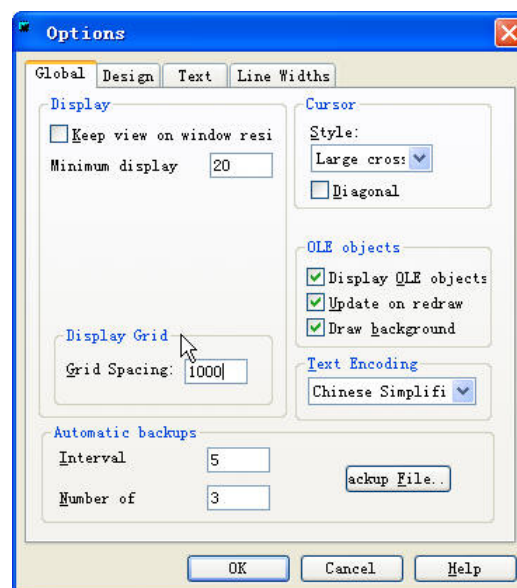 Options
Global Design Text Line Widths
Display
Keep view on window resi
Minimum display 20
Display Grid
Grid Spacing: 1000
Cursor
Style:
Large cros:
Diagonal
OLE objects
Display OLE objects
Update on redraw
Draw background
Text Encoding
Chinese Simplifi
Automatic backups
Interval 5
Number of 3
ackup File..
OK Cancel Help